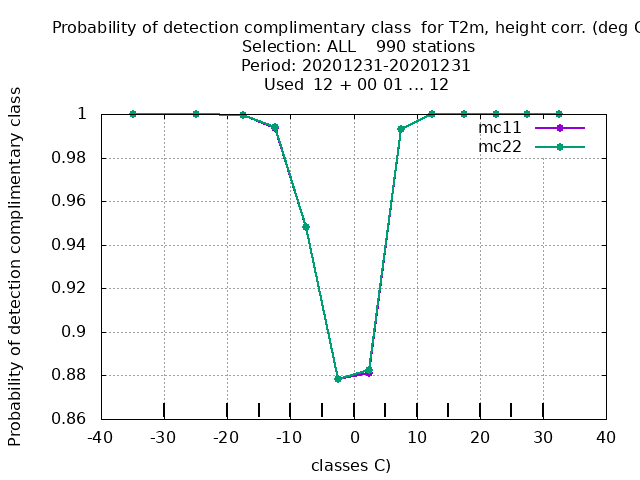 Probability of detection complimentary class  for T2m, height corr. (deg C
Selection: ALL    990 stations
Period: 20201231-20201231
Used  12 + 00 01 ... 12
Probability of detection complimentary class
1
0.98
0.96
0.94
0.92
0.9
0.88
0.86
mc11
mc22
-40 -30 -20 -10 0 10 20 30 40
classes C)